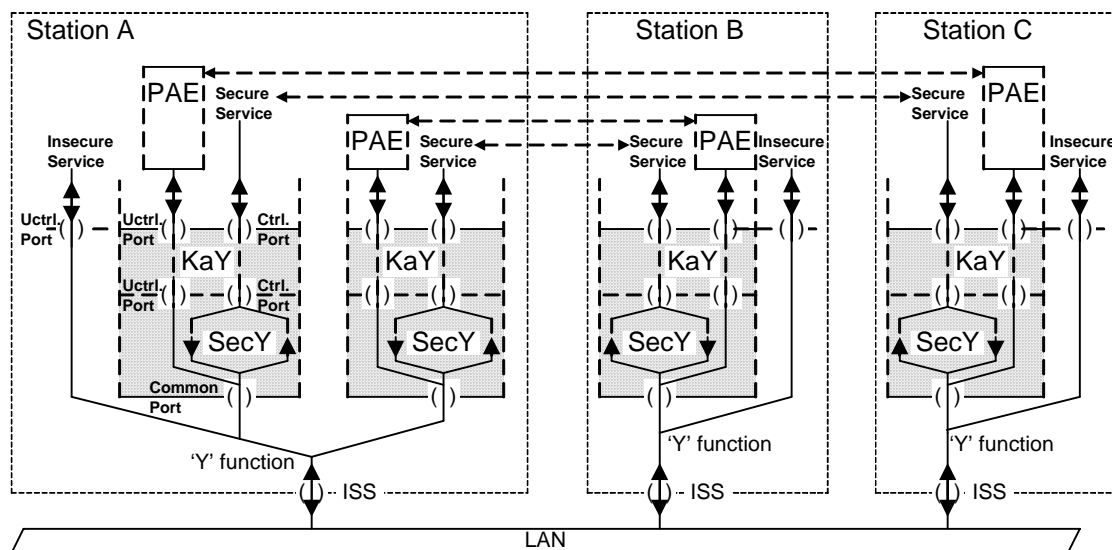 Station A
Station B
Station C
PAE
Secure
Service
Secure
Service
PAE
Insecure
Service
PAE
Secure
Service
Secure
Service
PAE
Insecure
Service
Insecure
Service
Uctrl.
Port
( )
Uctrl.
Port
( )
( )
Ctrl.
Port
( )
( )
( )
( )
( )
( )
( )
( )
KaY
KaY
KaY
KaY
Uctrl.
Port
( )
( )
Ctrl.
Port
( )
( )
( )
( )
( )
( )
SecY
SecY
SecY
SecY
Common
Port
( )
( )
( )
( )
'Y' function
'Y' function
'Y' function
( ) ISS
( ) ISS
( ) ISS
LAN